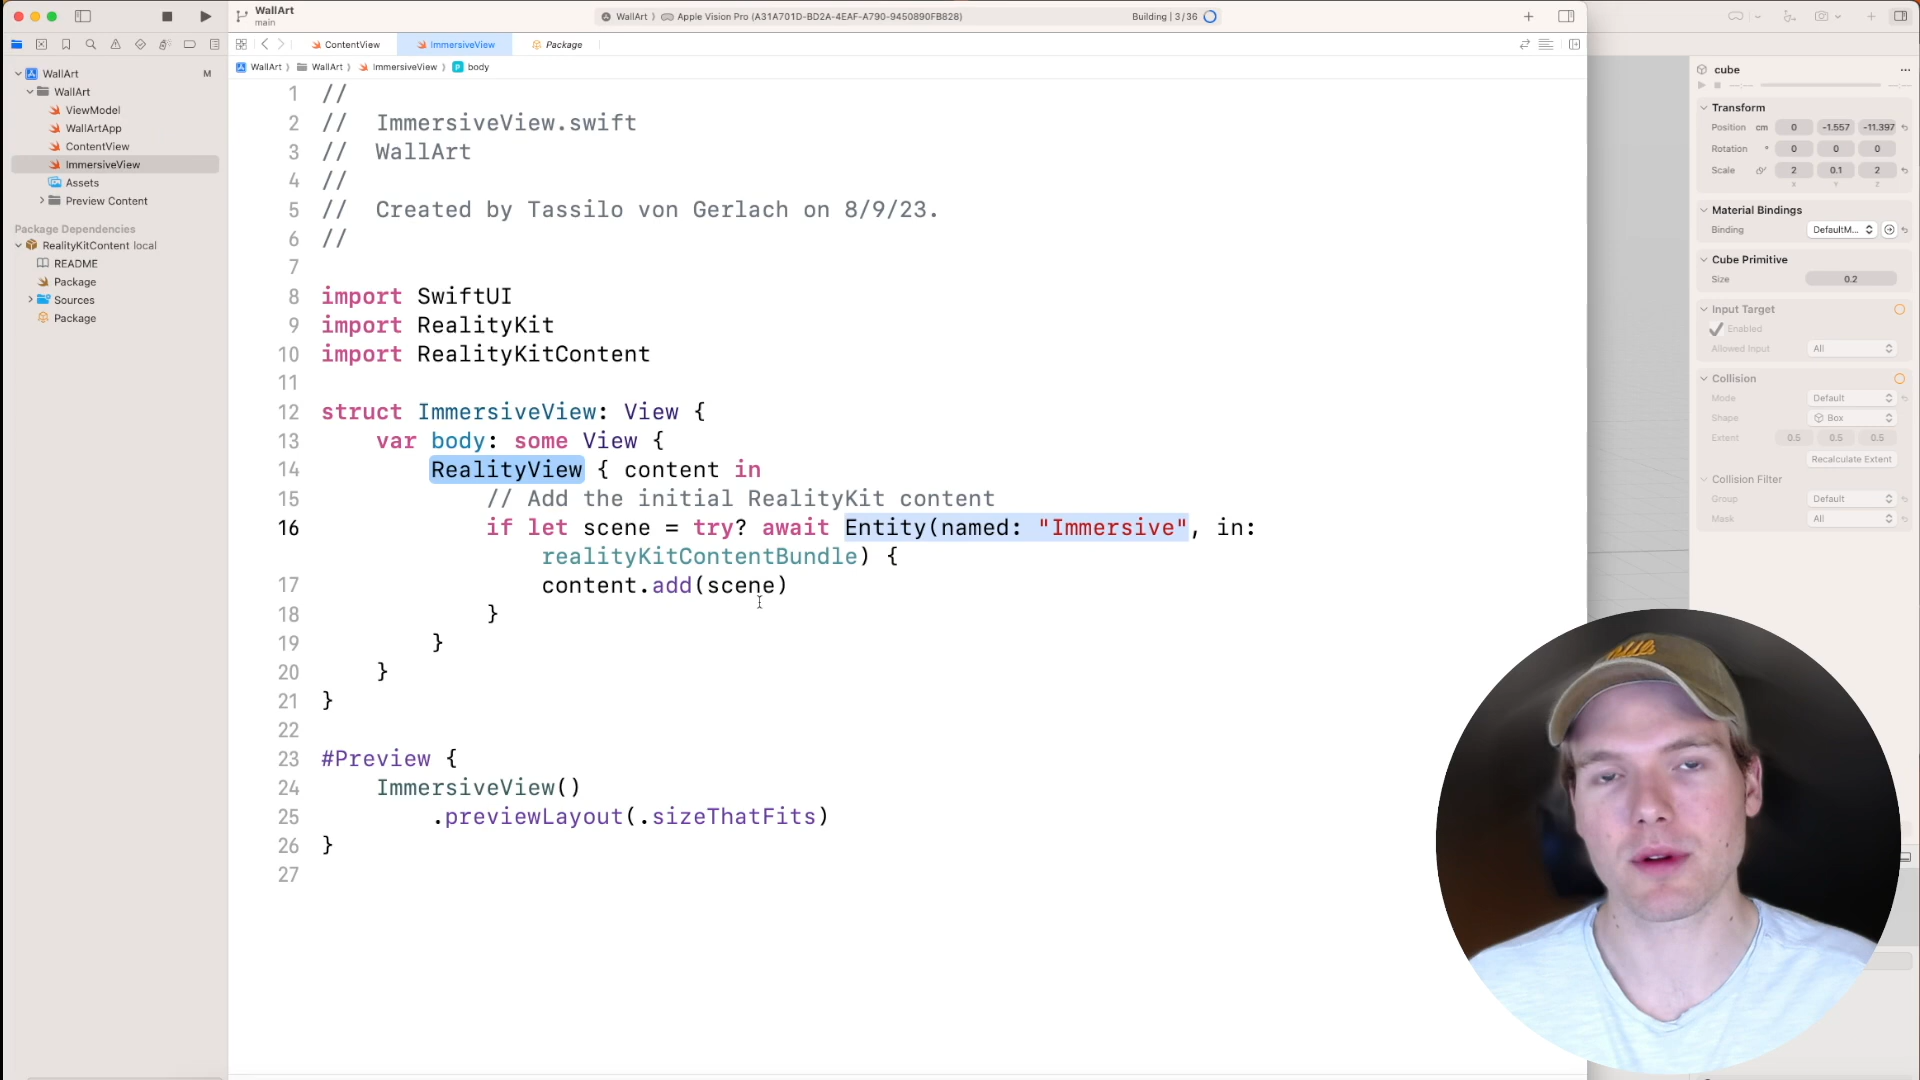 WallArt
main
WallArt
Apple Vision Pro (A31A701D-BD2A-4EAF-A790-9450890FB828)
Building | 3/36
ContentView
ImmersiveView
Package
WallArt
WallArt
ImmersiveView
body
WallArt M
WallArt
ViewModel
WallArtApp
ContentView
ImmersiveView
Assets
Preview Content
Package Dependencies
RealityKitContent local
README
Package
Sources
Package
1 //
2 // ImmersiveView.swift
3 // WallArt
4 //
5 // Created by Tassilo von Gerlach on 8/9/23.
6 //
7
8 import SwiftUI
9 import RealityKit
10 import RealityKitContent
11
12 struct ImmersiveView: View {
13 var body: some View {
14 RealityView { content in
15 // Add the initial RealityKit content
16 if let scene = try? await Entity(named: "Immersive", in:
realityKitContentBundle) {
17 content.add(scene)
18 }
19 }
20 }
21 }
22
23 #Preview {
24 ImmersiveView()
25 .previewLayout(.sizeThatFits)
26 }
27
cube
Transform
Position cm 0 -1.557 -11.397
Rotation ° 0 0 0
Scale 2 0.1 2
X Y Z
Material Bindings
Binding DefaultM...
Cube Primitive
Size 0.2
Input Target
Enabled
Allowed Input All
Collision
Mode Default
Shape Box
Extent 0.5 0.5 0.5
Recalculate Extent
Collision Filter
Group Default
Mask All